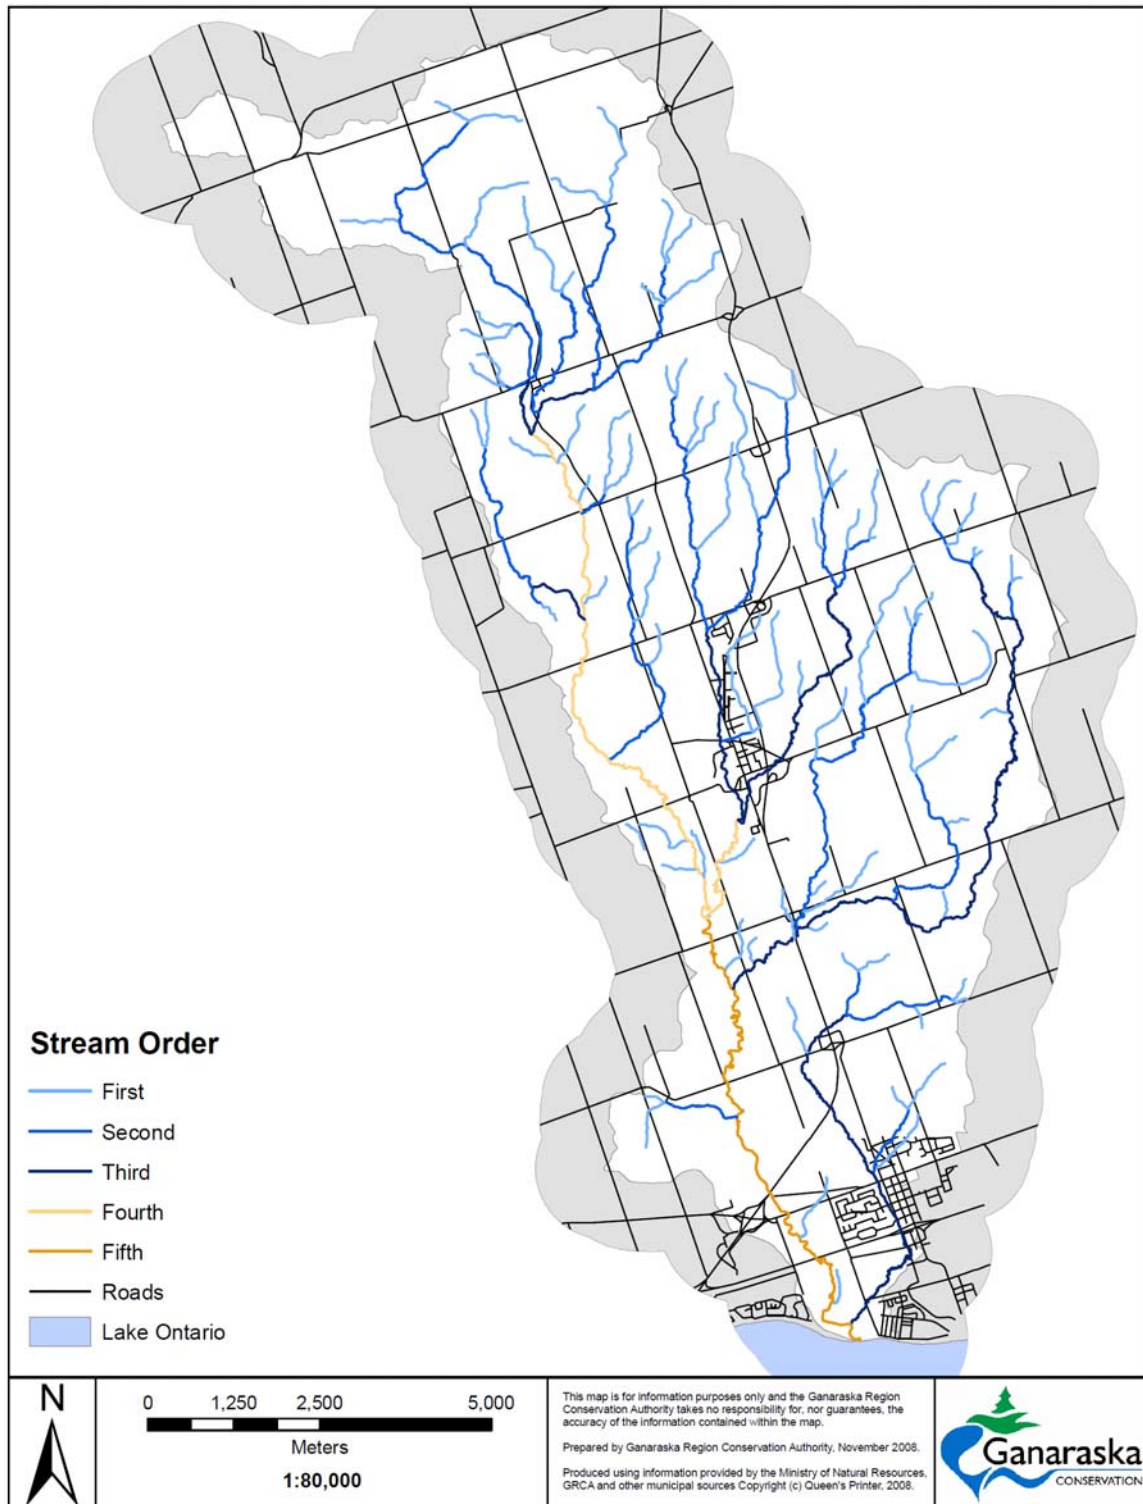 Stream Order
First
Second
Third
Fourth
Fifth
Roads
Lake Ontario
N
0 1,250 2,500 5,000
Meters
1:80,000
This map is for information purposes only and the Ganaraska Region
Conservation Authority takes no responsibility for, nor guarantees, the
accuracy of the information contained within the map.
Prepared by Ganaraska Region Conservation Authority, November 2008.
Produced using information provided by the Ministry of Natural Resources,
GRCA and other municipal sources Copyright (c) Queen's Printer, 2008.
Ganaraska
CONSERVATION